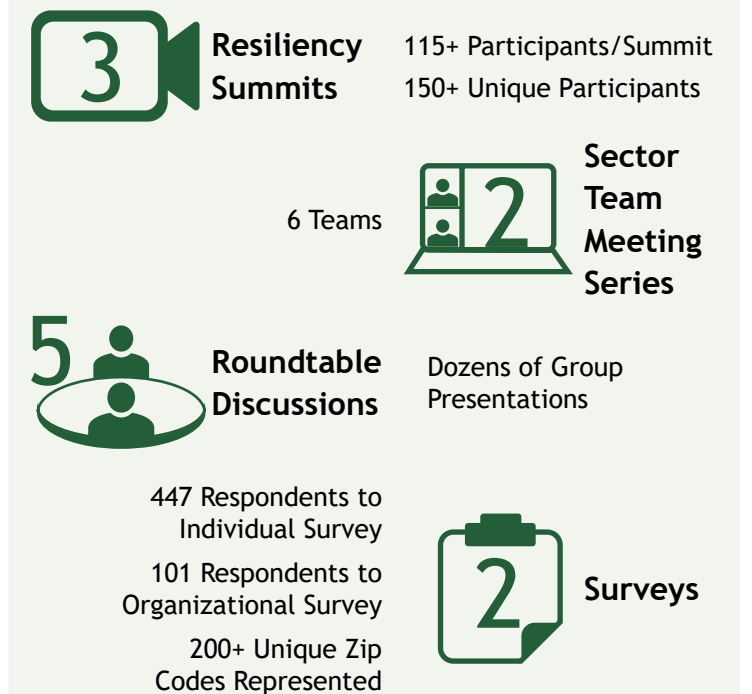 3
Resiliency
Summits
115+ Participants/Summit
150+ Unique Participants
6 Teams
2
Sector
Team
Meeting
Series
5
Roundtable
Discussions
Dozens of Group
Presentations
447 Respondents to
Individual Survey
101 Respondents to
Organizational Survey
200+ Unique Zip
Codes Represented
2
Surveys